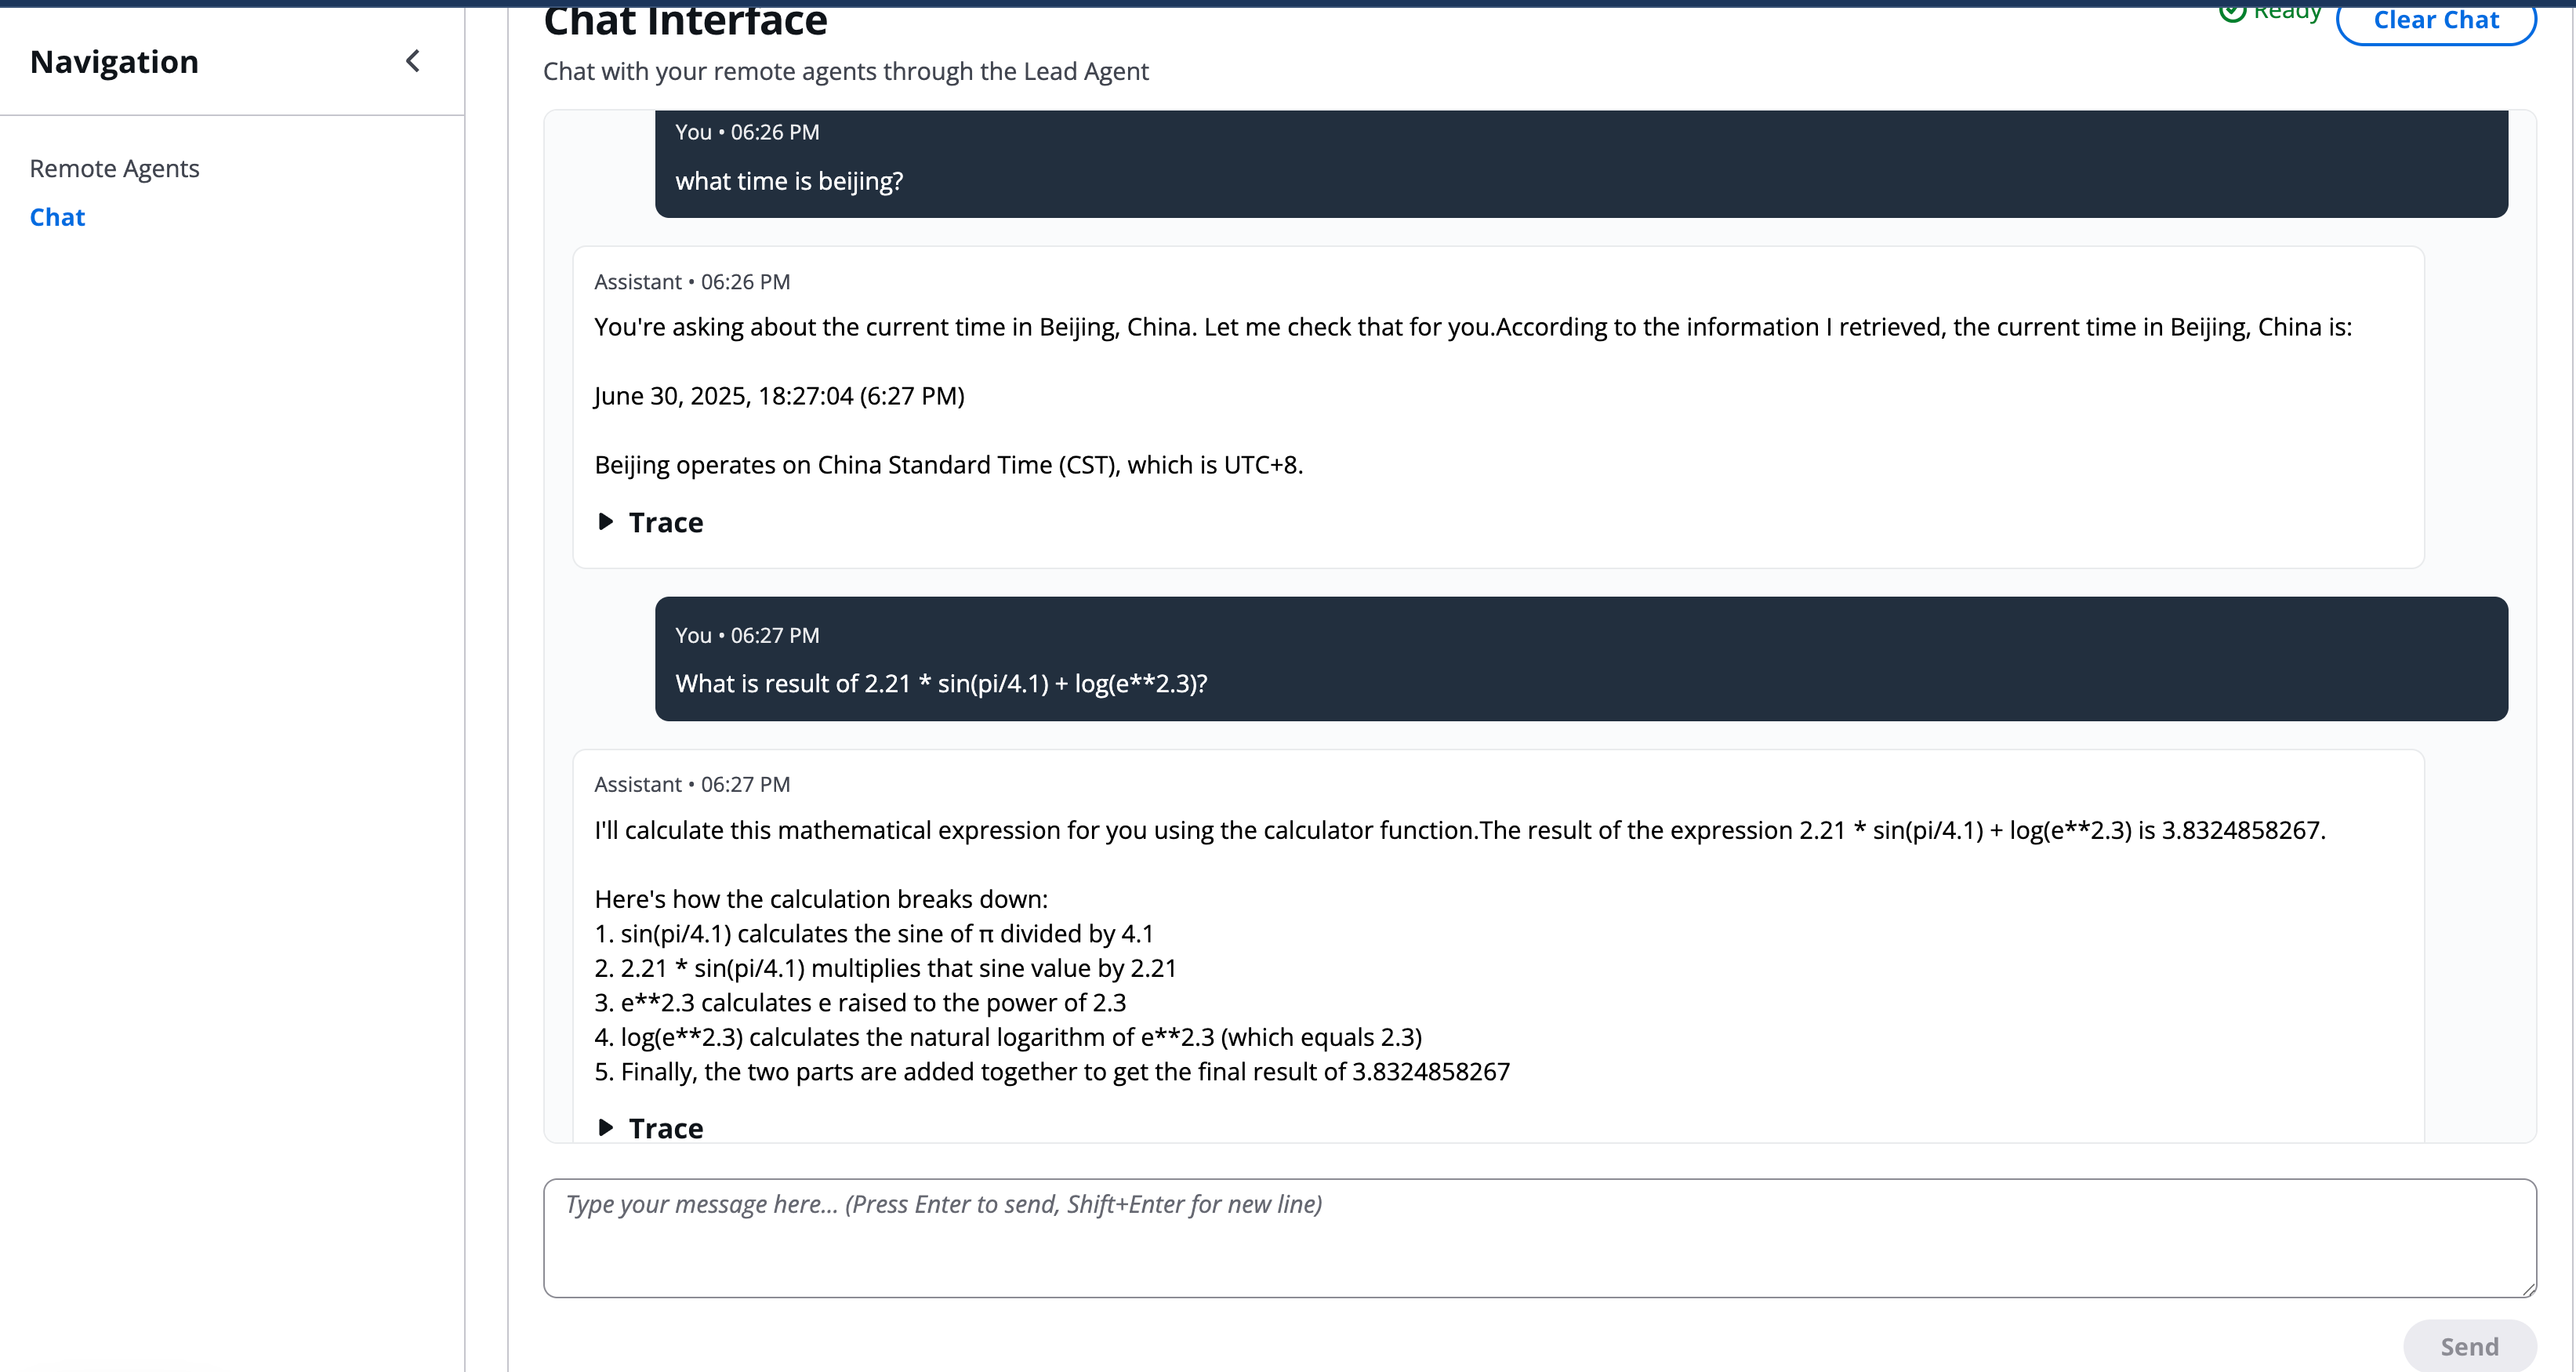 Chat Interface
Ready
Clear Chat
Navigation
Chat with your remote agents through the Lead Agent
Remote Agents
Chat
You • 06:26 PM
what time is beijing?
Assistant • 06:26 PM
You're asking about the current time in Beijing, China. Let me check that for you.According to the information I retrieved, the current time in Beijing, China is:
June 30, 2025, 18:27:04 (6:27 PM)
Beijing operates on China Standard Time (CST), which is UTC+8.
Trace
You • 06:27 PM
What is result of 2.21 * sin(pi/4.1) + log(e**2.3)?
Assistant • 06:27 PM
I'll calculate this mathematical expression for you using the calculator function.The result of the expression 2.21 * sin(pi/4.1) + log(e**2.3) is 3.8324858267.
Here's how the calculation breaks down:
1. sin(pi/4.1) calculates the sine of π divided by 4.1
2. 2.21 * sin(pi/4.1) multiplies that sine value by 2.21
3. e**2.3 calculates e raised to the power of 2.3
4. log(e**2.3) calculates the natural logarithm of e**2.3 (which equals 2.3)
5. Finally, the two parts are added together to get the final result of 3.8324858267
Trace
Type your message here... (Press Enter to send, Shift+Enter for new line)
Send